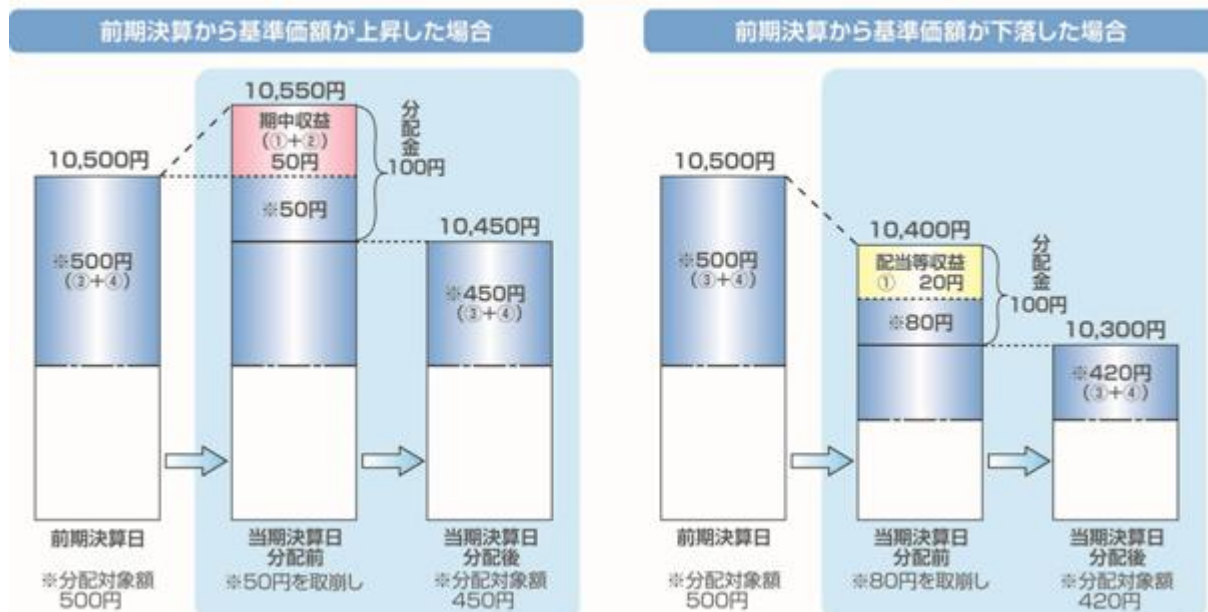 前期決算から基準価額が上昇した場合
10,550円
期中収益
(①+②)
50円
分配金
100円
10,500円
※50円
10,450円
※500円
(③+④)
※450円
(③+④)
前期決算日
当期決算日
分配前
当期決算日
分配後
※分配対象額
500円
※50円を取崩し
※分配対象額
450円
前期決算から基準価額が下落した場合
10,500円
10,400円
配当等収益
① 20円
分配金
100円
※500円
(③+④)
※80円
10,300円
※420円
(③+④)
前期決算日
当期決算日
分配前
当期決算日
分配後
※分配対象額
500円
※80円を取崩し
※分配対象額
420円